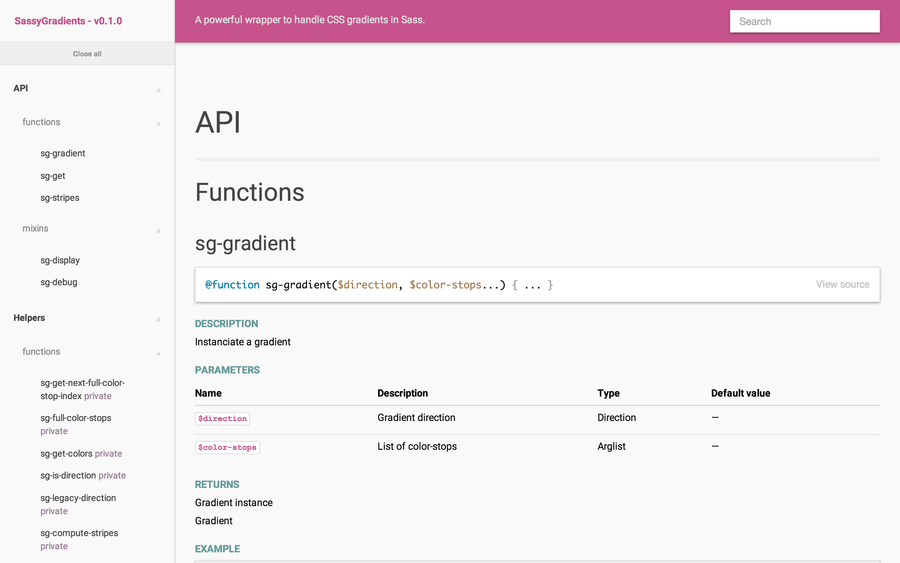 SassyGradients - v0.1.0
A powerful wrapper to handle CSS gradients in Sass.
Search
Close all
API
functions
sg-gradient
sg-get
sg-stripes
mixins
sg-display
sg-debug
Helpers
functions
sg-get-next-full-color-
stop-index private
sg-full-color-stops
private
sg-get-colors private
sg-is-direction private
sg-legacy-direction
private
sg-compute-stripes
private
API
Functions
sg-gradient
@function sg-gradient($direction, $color-stops...) { ... }
View source
DESCRIPTION
Instanciate a gradient
PARAMETERS
Name Description Type Default value
$direction Gradient direction Direction —
$color-stops List of color-stops Arglist —
RETURNS
Gradient instance
Gradient
EXAMPLE